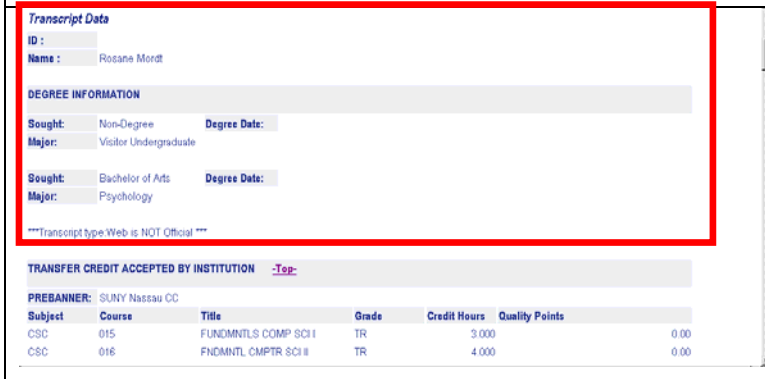 Transcript Data
ID :
Name : Rosane Mordt
DEGREE INFORMATION
Sought: Non-Degree Degree Date:
Major: Visitor Undergraduate
Sought: Bachelor of Arts Degree Date:
Major: Psychology
***Transcript type:Web is NOT Official ***
TRANSFER CREDIT ACCEPTED BY INSTITUTION -Top-
PREBANNER: SUNY Nassau CC
Subject Course Title Grade Credit Hours Quality Points
CSC 015 FUNDMNTLS COMP SCI I TR 3.000 0.00
CSC 016 FNDMNTL CMPTR SCI II TR 4.000 0.00